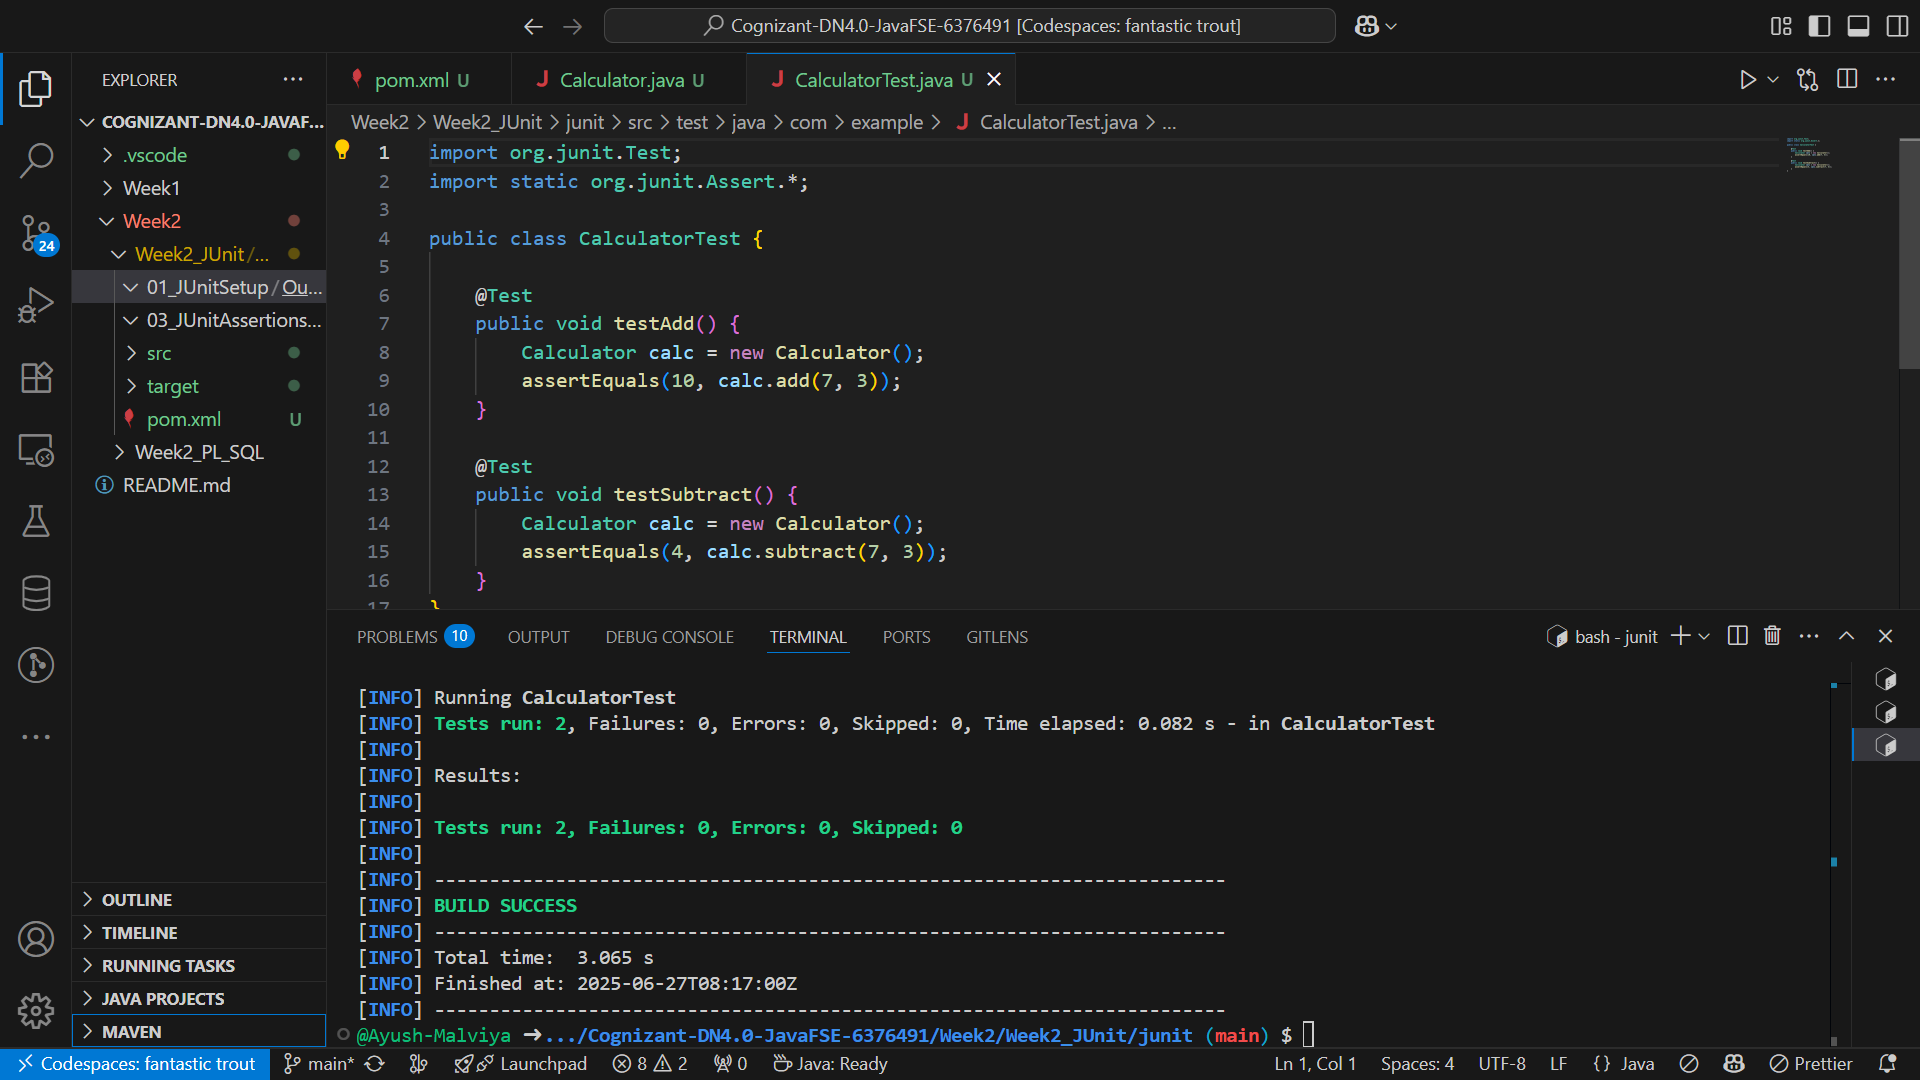 Cognizant-DN4.0-JavaFSE-6376491 [Codespaces: fantastic trout]
EXPLORER
COGNIZANT-DN4.0-JAVAF...
.vscode
Week1
Week2
Week2_JUnit/...
01_JUnitSetup/Ou...
03_JUnitAssertions...
src
target
pom.xml U
Week2_PL_SQL
README.md
24
OUTLINE
TIMELINE
RUNNING TASKS
JAVA PROJECTS
MAVEN
pom.xml U
Calculator.java U
CalculatorTest.java U
Week2 > Week2_JUnit > junit > src > test > java > com > example > CalculatorTest.java > ...
1 import org.junit.Test;
2 import static org.junit.Assert.*;
3
4 public class CalculatorTest {
5
6 @Test
7 public void testAdd() {
8 Calculator calc = new Calculator();
9 assertEquals(10, calc.add(7, 3));
10 }
11
12 @Test
13 public void testSubtract() {
14 Calculator calc = new Calculator();
15 assertEquals(4, calc.subtract(7, 3));
16 }
17 }
PROBLEMS 10 OUTPUT DEBUG CONSOLE TERMINAL PORTS GITLENS
bash - junit
[INFO] Running CalculatorTest
[INFO] Tests run: 2, Failures: 0, Errors: 0, Skipped: 0, Time elapsed: 0.082 s - in CalculatorTest
[INFO]
[INFO] Results:
[INFO]
[INFO] Tests run: 2, Failures: 0, Errors: 0, Skipped: 0
[INFO]
[INFO] ------------------------------------------------------------------------
[INFO] BUILD SUCCESS
[INFO] ------------------------------------------------------------------------
[INFO] Total time:  3.065 s
[INFO] Finished at: 2025-06-27T08:17:00Z
[INFO] ------------------------------------------------------------------------
@Ayush-Malviya ➜.../Cognizant-DN4.0-JavaFSE-6376491/Week2/Week2_JUnit/junit (main) $
Codespaces: fantastic trout main* Launchpad 8 2 0 Java: Ready Ln 1, Col 1 Spaces: 4 UTF-8 LF {} Java Prettier